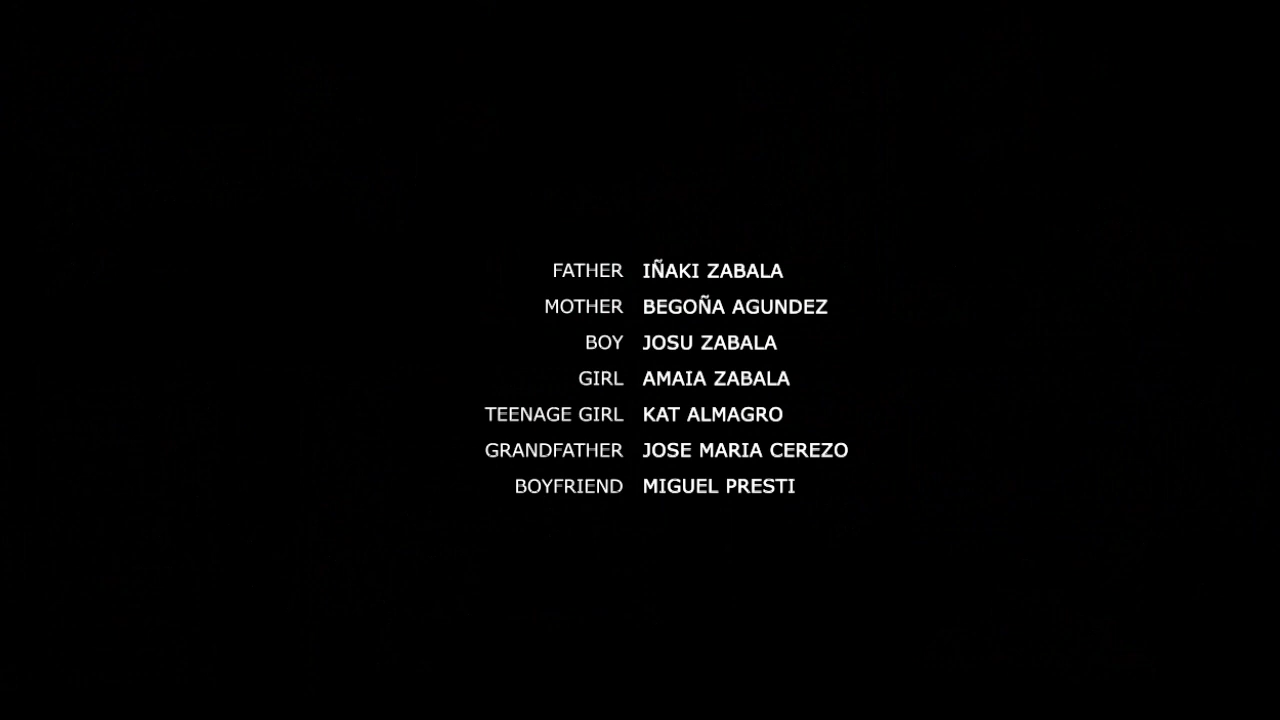 FATHER IÑAKI ZABALA
MOTHER BEGOÑA AGUNDEZ
BOY JOSU ZABALA
GIRL AMAIA ZABALA
TEENAGE GIRL KAT ALMAGRO
GRANDFATHER JOSE MARIA CEREZO
BOYFRIEND MIGUEL PRESTI